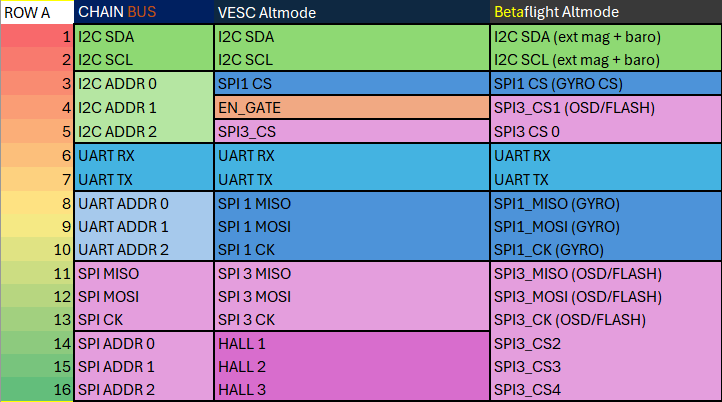 ROW A CHAIN BUS VESC Altmode Betaflight Altmode
1 I2C SDA I2C SDA I2C SDA (ext mag + baro)
2 I2C SCL I2C SCL I2C SCL (ext mag + baro)
3 I2C ADDR 0 SPI1 CS SPI1 CS (GYRO CS)
4 I2C ADDR 1 EN_GATE SPI3_CS1 (OSD/FLASH)
5 I2C ADDR 2 SPI3_CS SPI3 CS 0
6 UART RX UART RX UART RX
7 UART TX UART TX UART TX
8 UART ADDR 0 SPI 1 MISO SPI1_MISO (GYRO)
9 UART ADDR 1 SPI 1 MOSI SPI1_MOSI (GYRO)
10 UART ADDR 2 SPI 1 CK SPI1_CK (GYRO)
11 SPI MISO SPI 3 MISO SPI3_MISO (OSD/FLASH)
12 SPI MOSI SPI 3 MOSI SPI3_MOSI (OSD/FLASH)
13 SPI CK SPI 3 CK SPI3_CK (OSD/FLASH)
14 SPI ADDR 0 HALL 1 SPI3_CS2
15 SPI ADDR 1 HALL 2 SPI3_CS3
16 SPI ADDR 2 HALL 3 SPI3_CS4